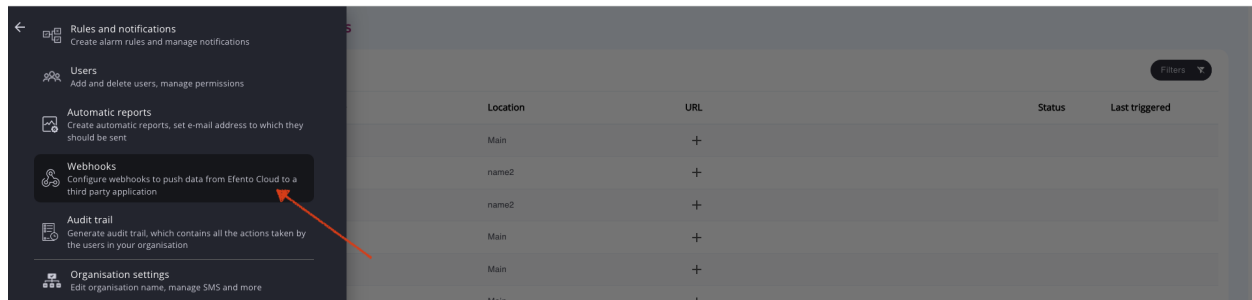 Rules and notifications
Create alarm rules and manage notifications
Users
Add and delete users, manage permissions
Automatic reports
Create automatic reports, set e-mail address to which they
should be sent
Webhooks
Configure webhooks to push data from Efento Cloud to a
third party application
Audit trail
Generate audit trail, which contains all the actions taken by
the users in your organisation
Organisation settings
Edit organisation name, manage SMS and more
s
Filters
Location URL Status Last triggered
Main +
name2 +
name2 +
Main +
Main +